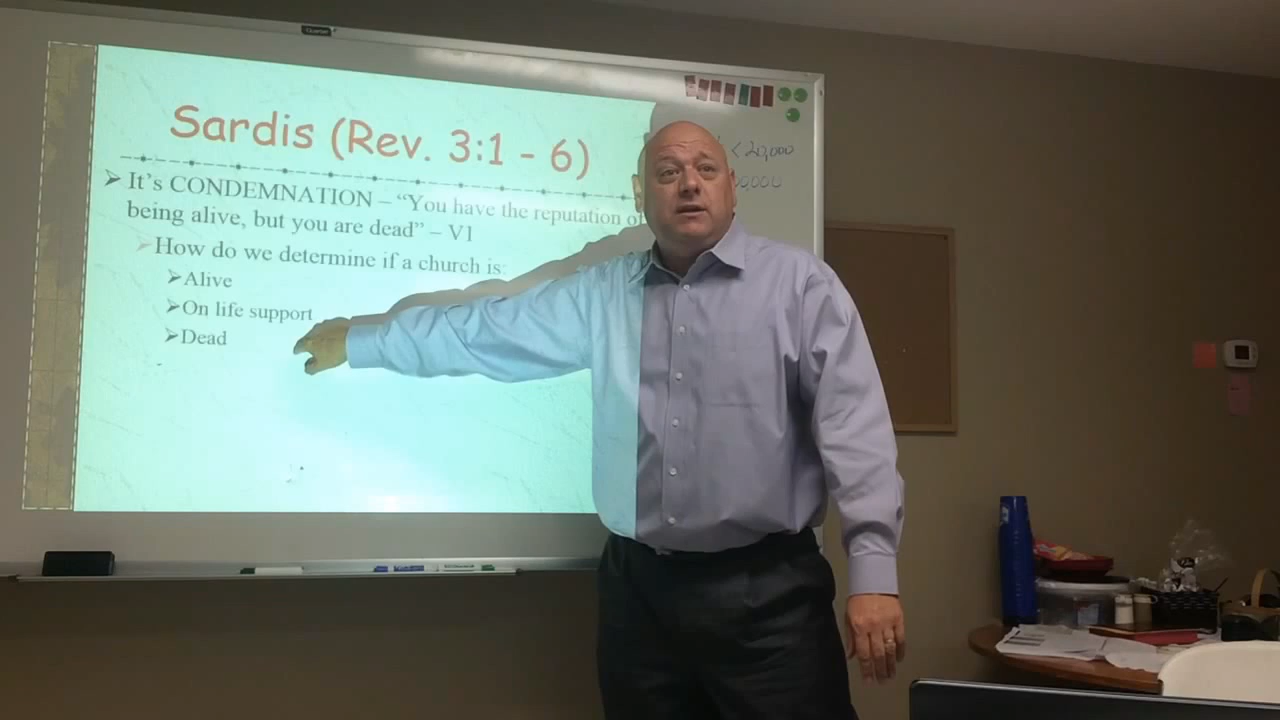 Quartet
Sardis (Rev. 3:1 - 6)
< 20,000
➤ It's CONDEMNATION – "You have the reputation of
being alive, but you are dead" – V1
➤ How do we determine if a church is:
➤ Alive
➤ On life support
➤ Dead